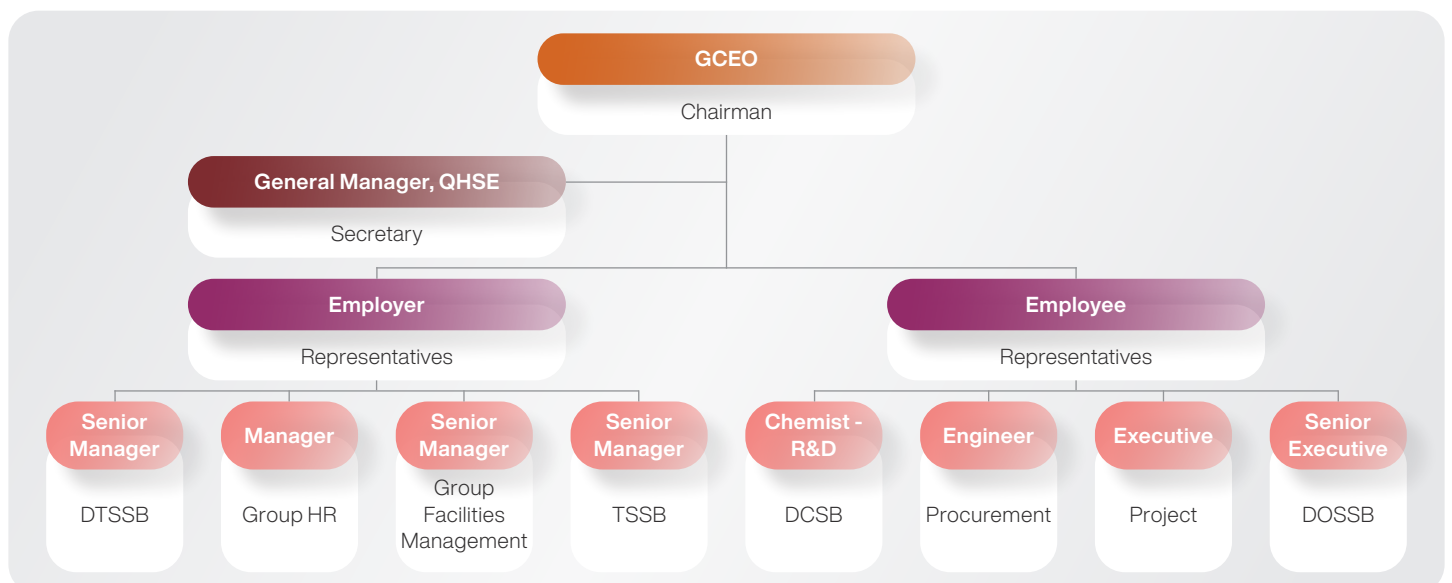 GCEO
Chairman
General Manager, QHSE
Secretary
Employer
Representatives
Employee
Representatives
Senior
Manager
DTSSB
Manager
Group HR
Senior
Manager
Group
Facilities
Management
Senior
Manager
TSSB
Chemist -
R&D
DCSB
Engineer
Procurement
Executive
Project
Senior
Executive
DOSSB